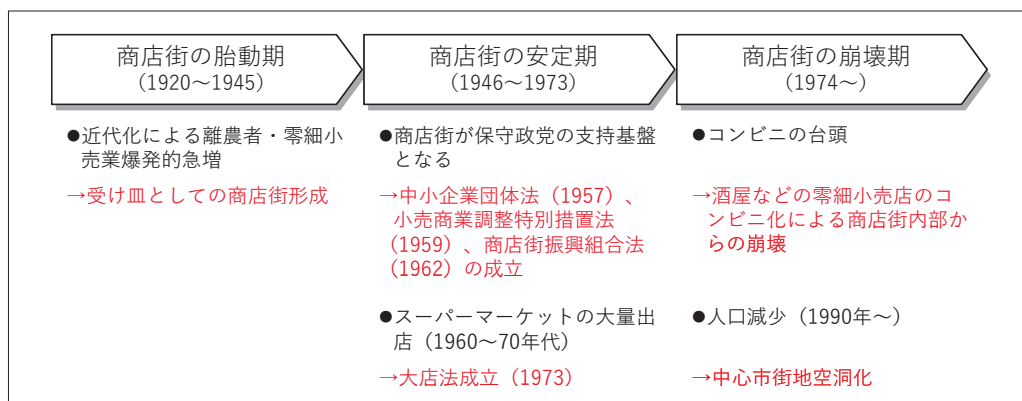 商店街の胎動期
(1920～1945)
●近代化による離農者・零細小
売業爆発的急増
→受け皿としての商店街形成
商店街の安定期
(1946～1973)
●商店街が保守政党の支持基盤
となる
→中小企業団体法（1957）、
小売商業調整特別措置法
（1959）、商店街振興組合法
（1962）の成立
●スーパーマーケットの大量出
店（1960～70年代）
→大店法成立（1973）
商店街の崩壊期
(1974～)
●コンビニの台頭
→酒屋などの零細小売店のコ
ンビニ化による商店街内部か
らの崩壊
●人口減少（1990年～）
→中心市街地空洞化